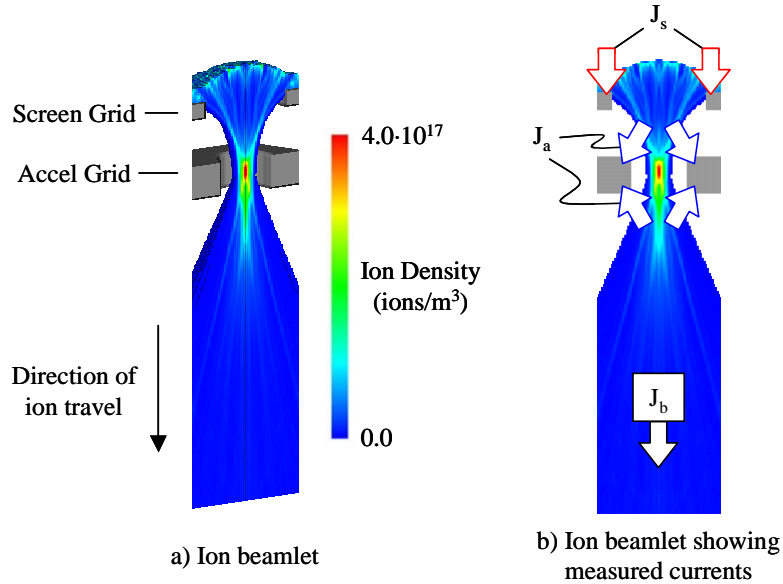 Screen Grid
Accel Grid
Direction of
ion travel
4.0·10¹⁷
Ion Density
(ions/m³)
0.0
a) Ion beamlet
Jₛ
Jₐ
J_b
b) Ion beamlet showing
measured currents